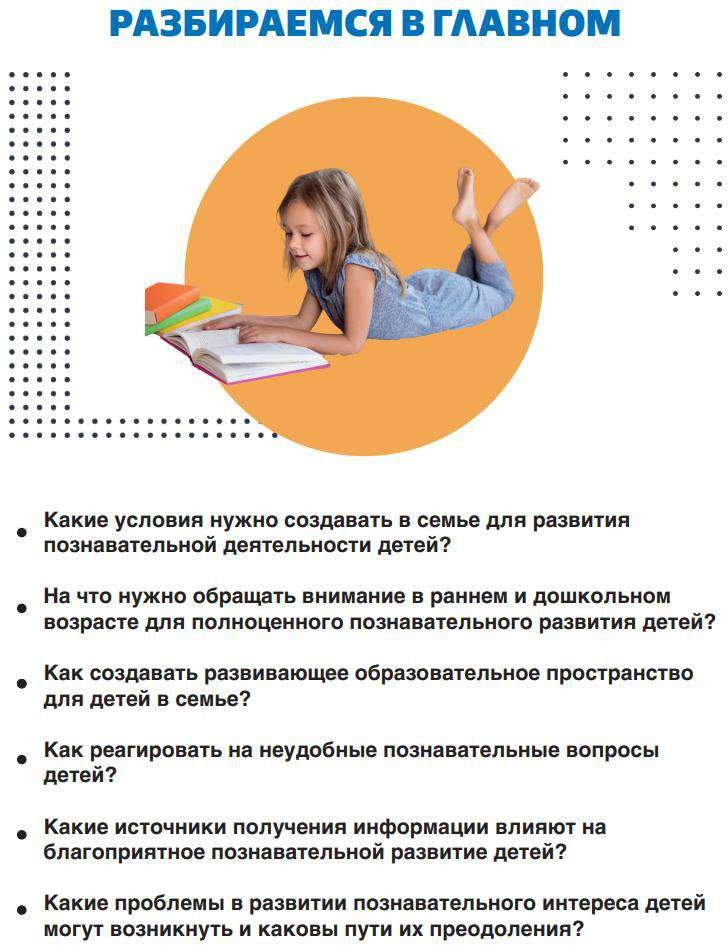 РАЗБИРАЕМСЯ В ГЛАВНОМ
• Какие условия нужно создавать в семье для развития
познавательной деятельности детей?
• На что нужно обращать внимание в раннем и дошкольном
возрасте для полноценного познавательного развития детей?
• Как создавать развивающее образовательное пространство
для детей в семье?
• Как реагировать на неудобные познавательные вопросы
детей?
• Какие источники получения информации влияют на
благоприятное познавательной развитие детей?
• Какие проблемы в развитии познавательного интереса детей
могут возникнуть и каковы пути их преодоления?